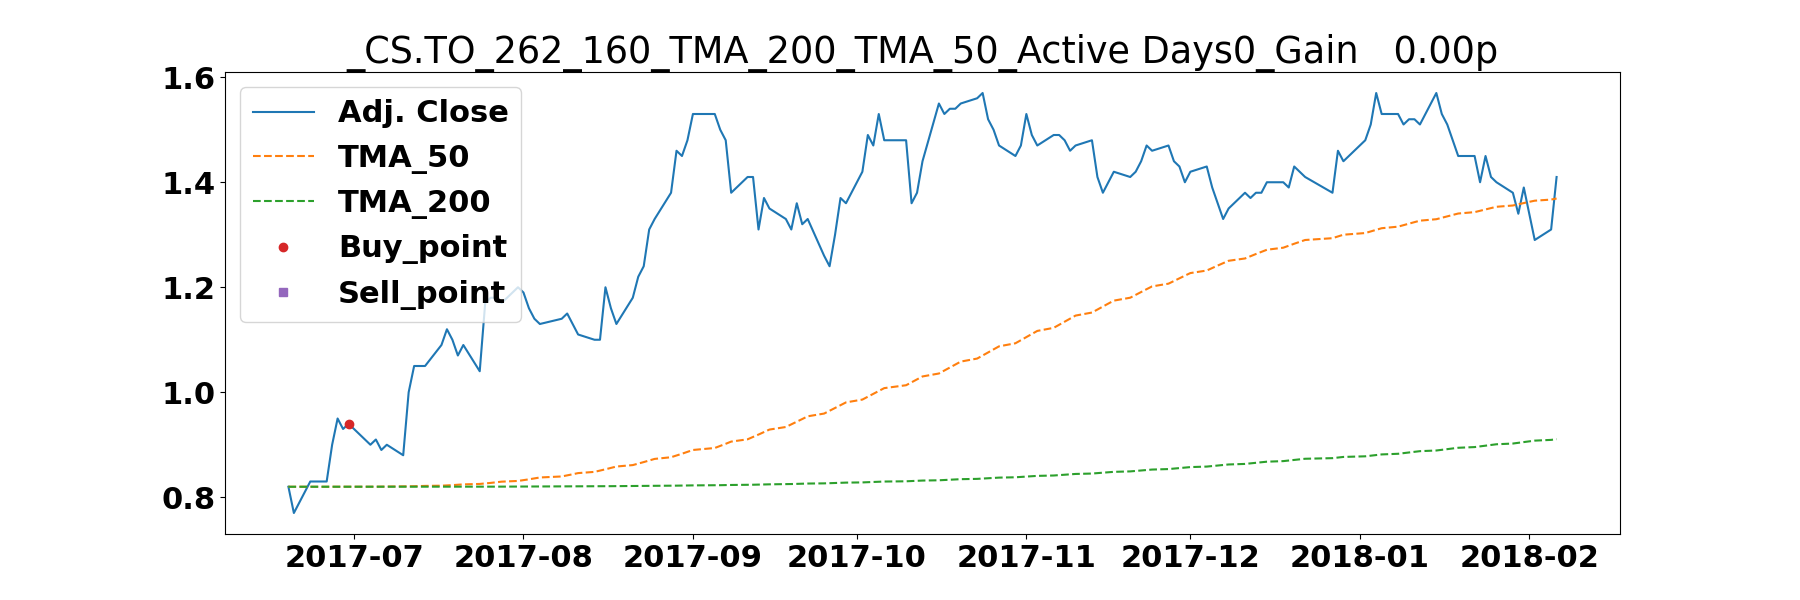 _CS.TO_262_160_TMA_200_TMA_50_Active Days0_Gain   0.00p
1.6
1.4
1.2
1.0
0.8
Adj. Close
TMA_50
TMA_200
Buy_point
Sell_point
2017-07 2017-08 2017-09 2017-10 2017-11 2017-12 2018-01 2018-02